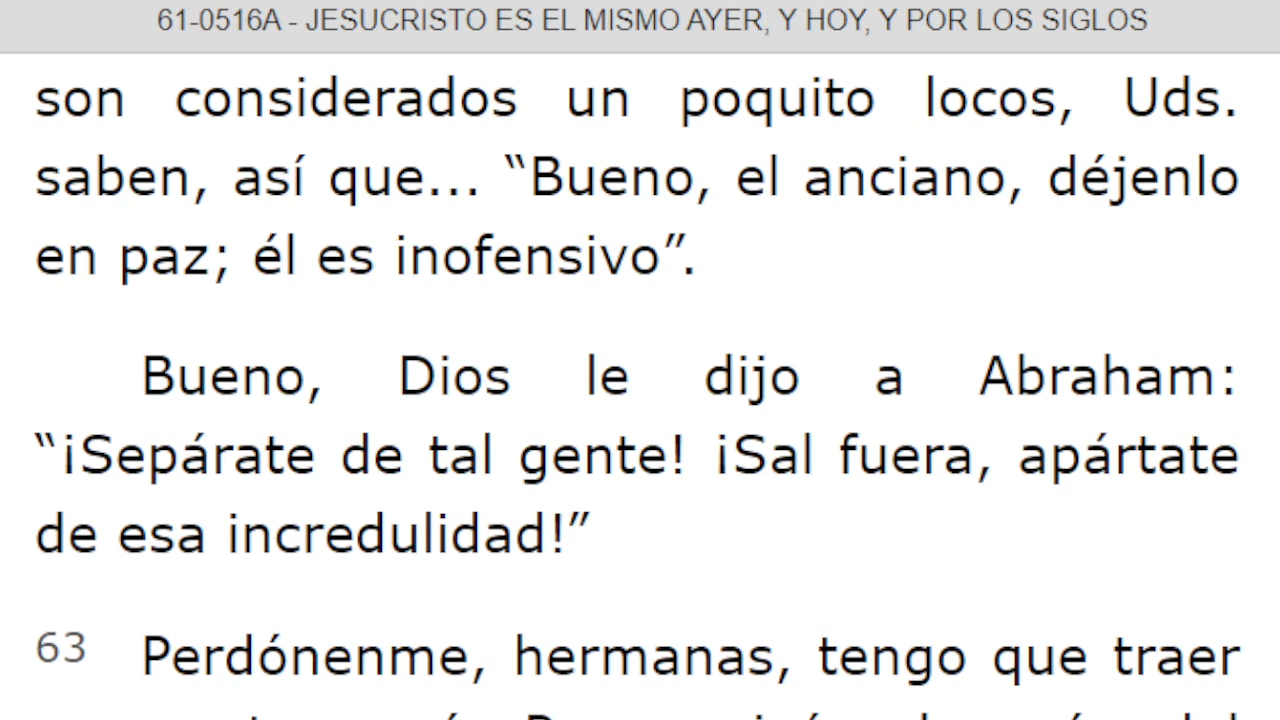 61-0516A - JESUCRISTO ES EL MISMO AYER, Y HOY, Y POR LOS SIGLOS
son considerados un poquito locos, Uds.
saben, así que... “Bueno, el anciano, déjenlo
en paz; él es inofensivo”.
Bueno, Dios le dijo a Abraham:
“¡Sepárate de tal gente! ¡Sal fuera, apártate
de esa incredulidad!”
63 Perdónenme, hermanas, tengo que traer